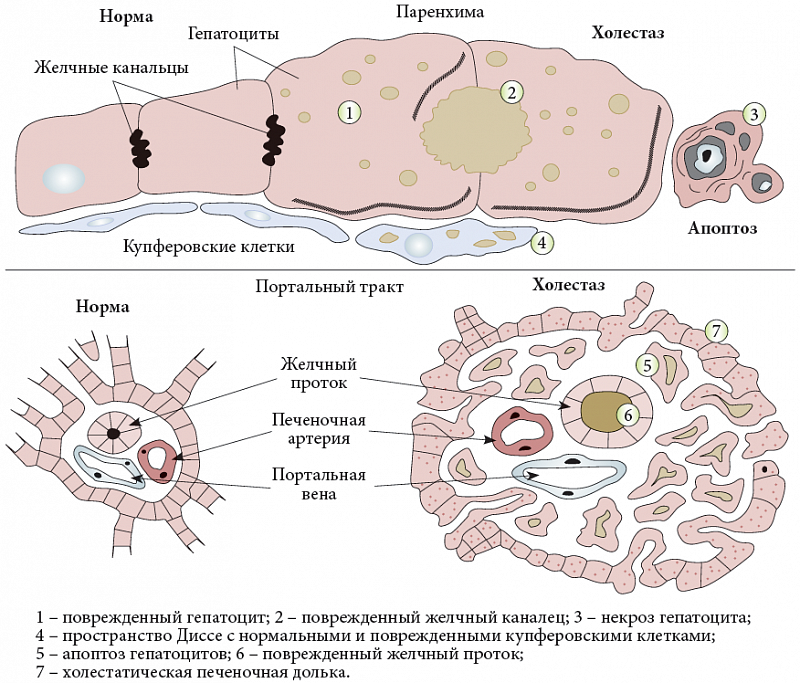 Норма
Паренхима
Холестаз
Гепатоциты
Желчные канальцы
1
2
3
Купферовские клетки
4
Апоптоз
Норма
Портальный тракт
Холестаз
Желчный
проток
Печеночная
артерия
Портальная
вена
5
6
7
1 – поврежденный гепатоцит; 2 – поврежденный желчный каналец; 3 – некроз гепатоцита;
4 – пространство Диссе с нормальными и поврежденными купферовскими клетками;
5 – апоптоз гепатоцитов; 6 – поврежденный желчный проток;
7 – холестатическая печеночная долька.